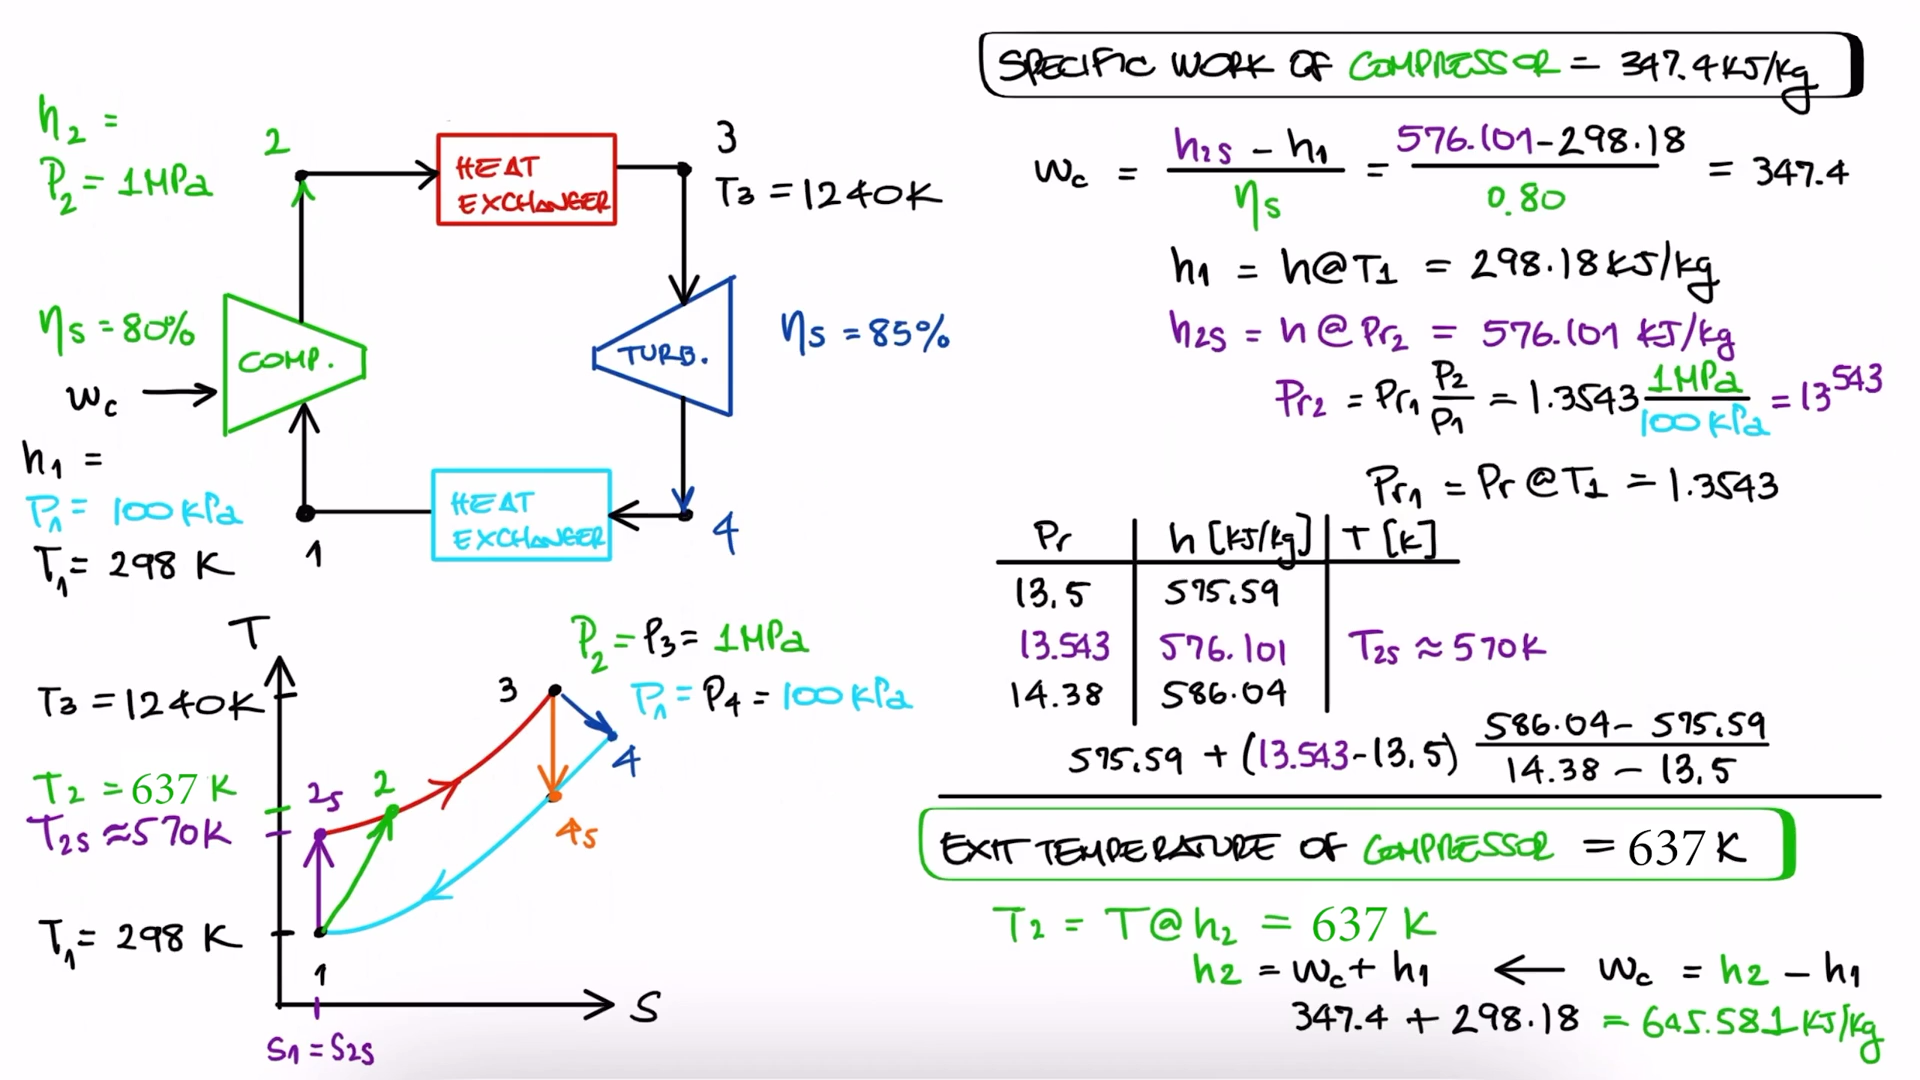 h₂ =
P₂ = 1MPa
2
HEAT
EXCHANGER
3
T₃ = 1240K
ηs = 80%
COMP.
wc
TURB.
ηs = 85%
h₁ =
P₁ = 100 kPa
T₁ = 298 K
1
HEAT
EXCHANGER
4
T
P₂ = P₃ = 1MPa
P₁ = P₄ = 100 kPa
T₃ = 1240K
3
4
T₂ = 637 K
2s
2
T₂s ≈ 570K
4s
T₁ = 298 K
1
S
S₁ = S₂s
SPECIFIC WORK OF COMPRESSOR = 347.4 kJ/kg
wc = (h₂s − h₁)/ηs = (576.101 − 298.18)/0.80 = 347.4
h₁ = h@T₁ = 298.18 kJ/kg
h₂s = h@Pr₂ = 576.101 kJ/kg
Pr₂ = Pr₁ P₂/P₁ = 1.3543 1MPa/100 kPa = 13.543
Pr₁ = Pr@T₁ = 1.3543
Pr h [kJ/kg] T [K]
13.5 575.59
13.543 576.101 T₂s ≈ 570K
14.38 586.04
575.59 + (13.543 − 13.5) (586.04 − 575.59)/(14.38 − 13.5)
EXIT TEMPERATURE OF COMPRESSOR = 637 K
T₂ = T@h₂ = 637 K
h₂ = wc + h₁ ← wc = h₂ − h₁
347.4 + 298.18 = 645.581 kJ/kg